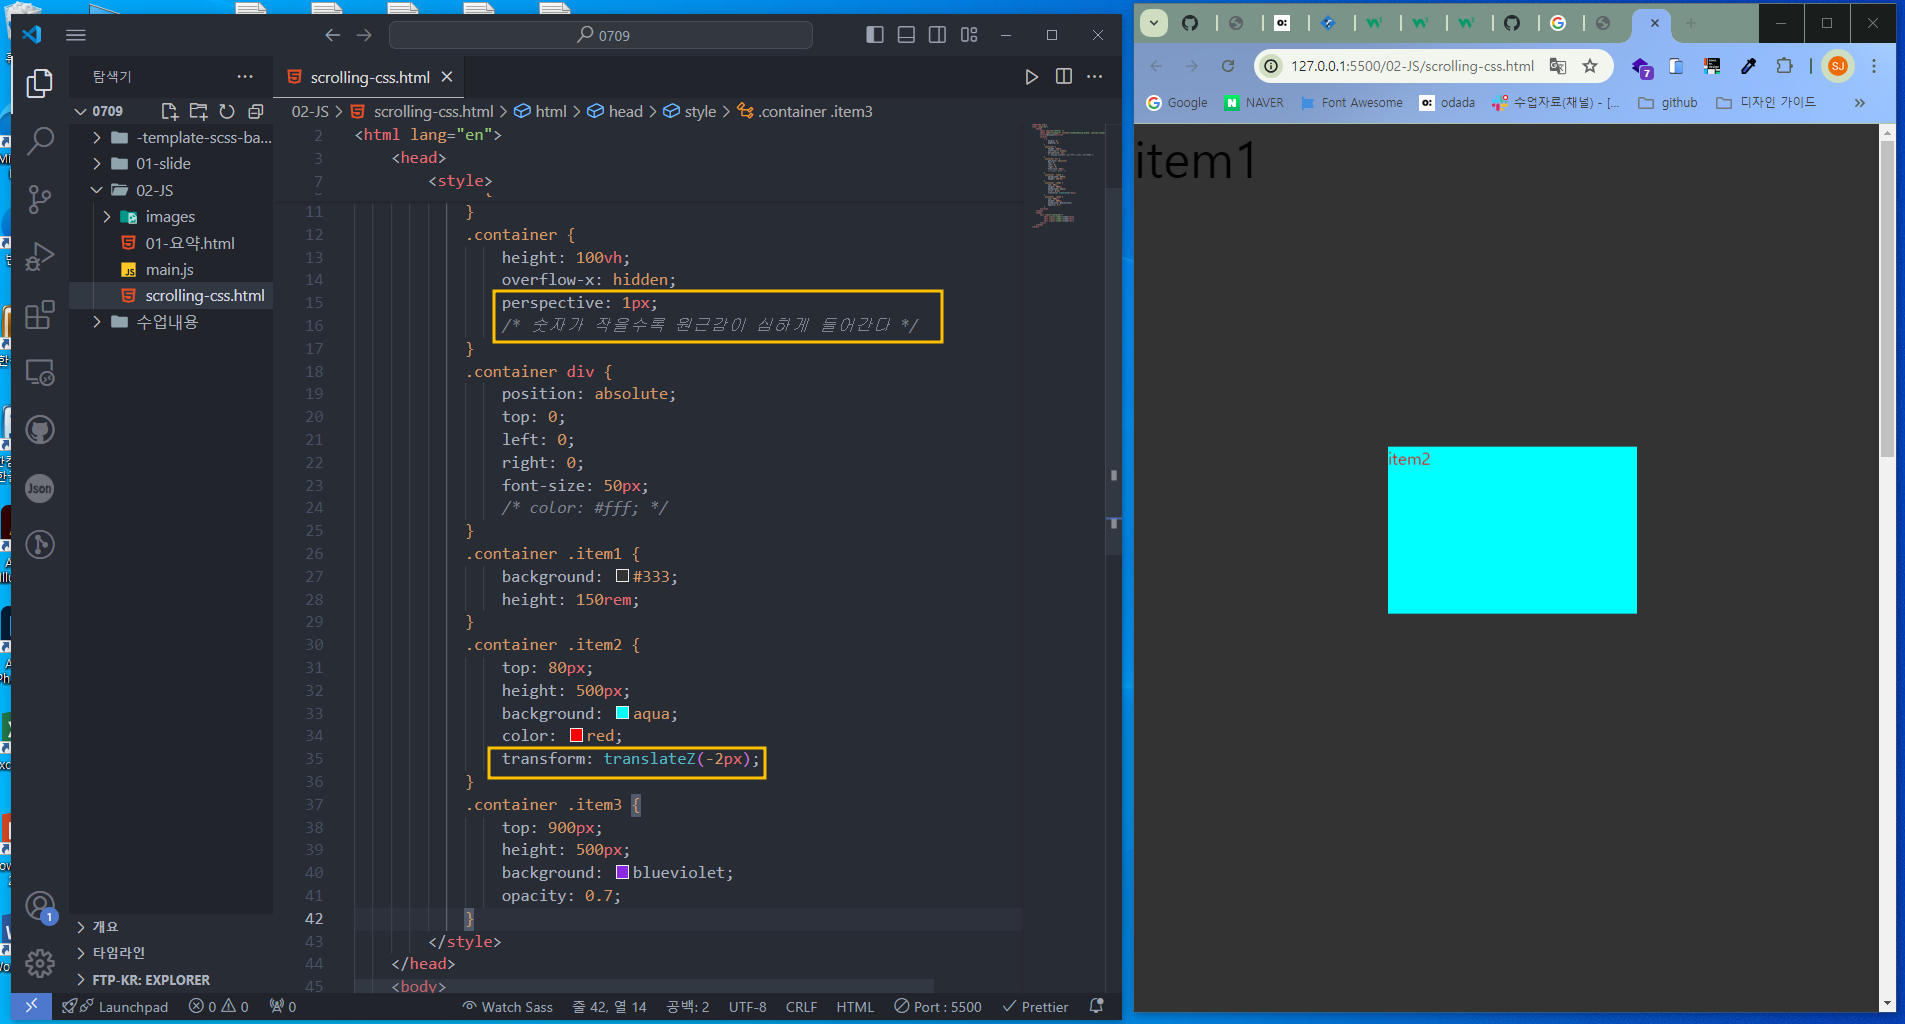 0709
탐색기
scrolling-css.html
0709
-template-scss-ba...
01-slide
02-JS
images
01-요약.html
main.js
scrolling-css.html
수업내용
개요
타임라인
FTP-KR: EXPLORER
02-JS > scrolling-css.html > html > head > style > .container .item3
2 <html lang="en">
3 <head>
7 <style>
11 }
12 .container {
13 height: 100vh;
14 overflow-x: hidden;
15 perspective: 1px;
16 /* 숫자가 작을수록 원근감이 심하게 들어간다 */
17 }
18 .container div {
19 position: absolute;
20 top: 0;
21 left: 0;
22 right: 0;
23 font-size: 50px;
24 /* color: #fff; */
25 }
26 .container .item1 {
27 background: #333;
28 height: 150rem;
29 }
30 .container .item2 {
31 top: 80px;
32 height: 500px;
33 background: aqua;
34 color: red;
35 transform: translateZ(-2px);
36 }
37 .container .item3 {
38 top: 900px;
39 height: 500px;
40 background: blueviolet;
41 opacity: 0.7;
42 }
43 </style>
44 </head>
45 <body>
Json
1
Launchpad
0 0
0
Watch Sass
줄 42, 열 14
공백: 2
UTF-8
CRLF
HTML
Port : 5500
Prettier
127.0.0.1:5500/02-JS/scrolling-css.html
7
SJ
Google
NAVER
Font Awesome
odada
수업자료(채널) - [...
github
디자인 가이드
item1
item2